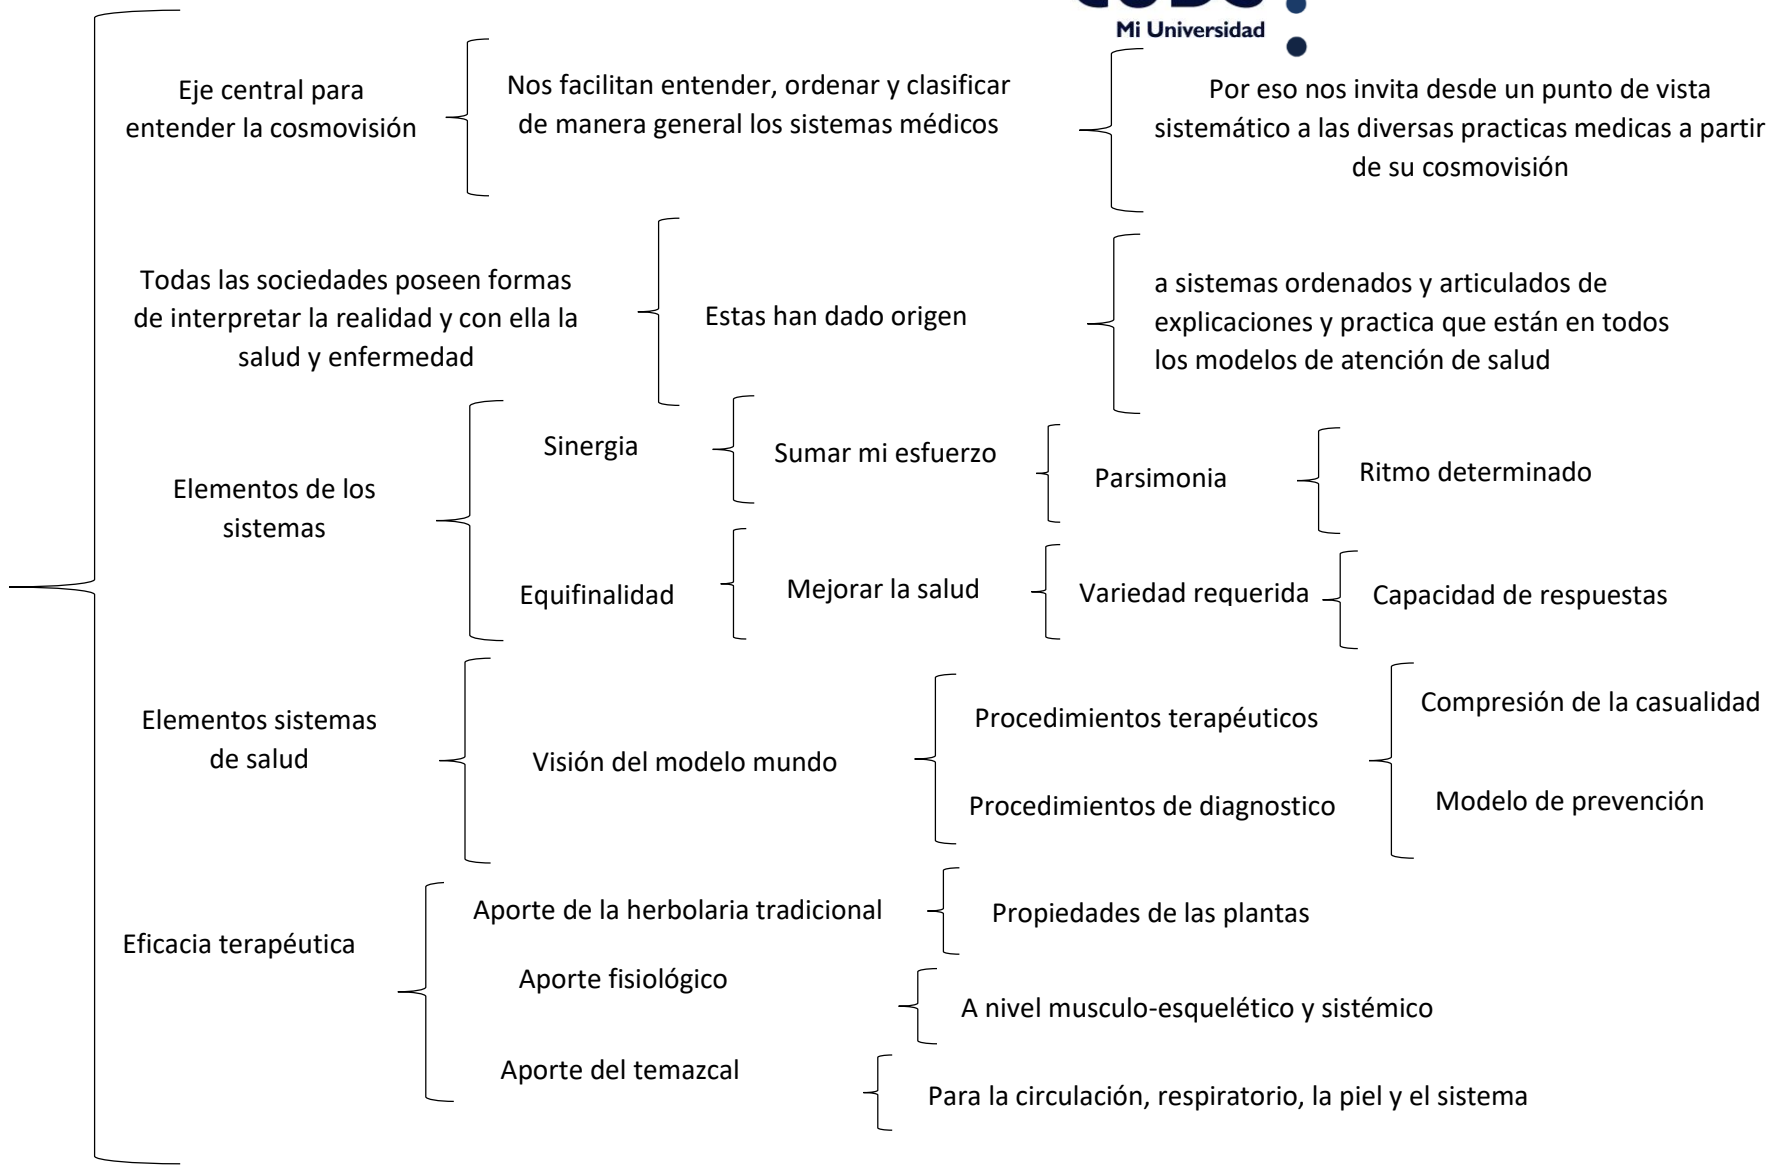 Mi Universidad
Eje central para
entender la cosmovisión
Nos facilitan entender, ordenar y clasificar
de manera general los sistemas médicos
Por eso nos invita desde un punto de vista
sistemático a las diversas practicas medicas a partir
de su cosmovisión
Todas las sociedades poseen formas
de interpretar la realidad y con ella la
salud y enfermedad
Estas han dado origen
a sistemas ordenados y articulados de
explicaciones y practica que están en todos
los modelos de atención de salud
Elementos de los
sistemas
Sinergia
Sumar mi esfuerzo
Parsimonia
Ritmo determinado
Equifinalidad
Mejorar la salud
Variedad requerida
Capacidad de respuestas
Elementos sistemas
de salud
Visión del modelo mundo
Procedimientos terapéuticos
Procedimientos de diagnostico
Compresión de la casualidad
Modelo de prevención
Eficacia terapéutica
Aporte de la herbolaria tradicional
Propiedades de las plantas
Aporte fisiológico
A nivel musculo-esquelético y sistémico
Aporte del temazcal
Para la circulación, respiratorio, la piel y el sistema